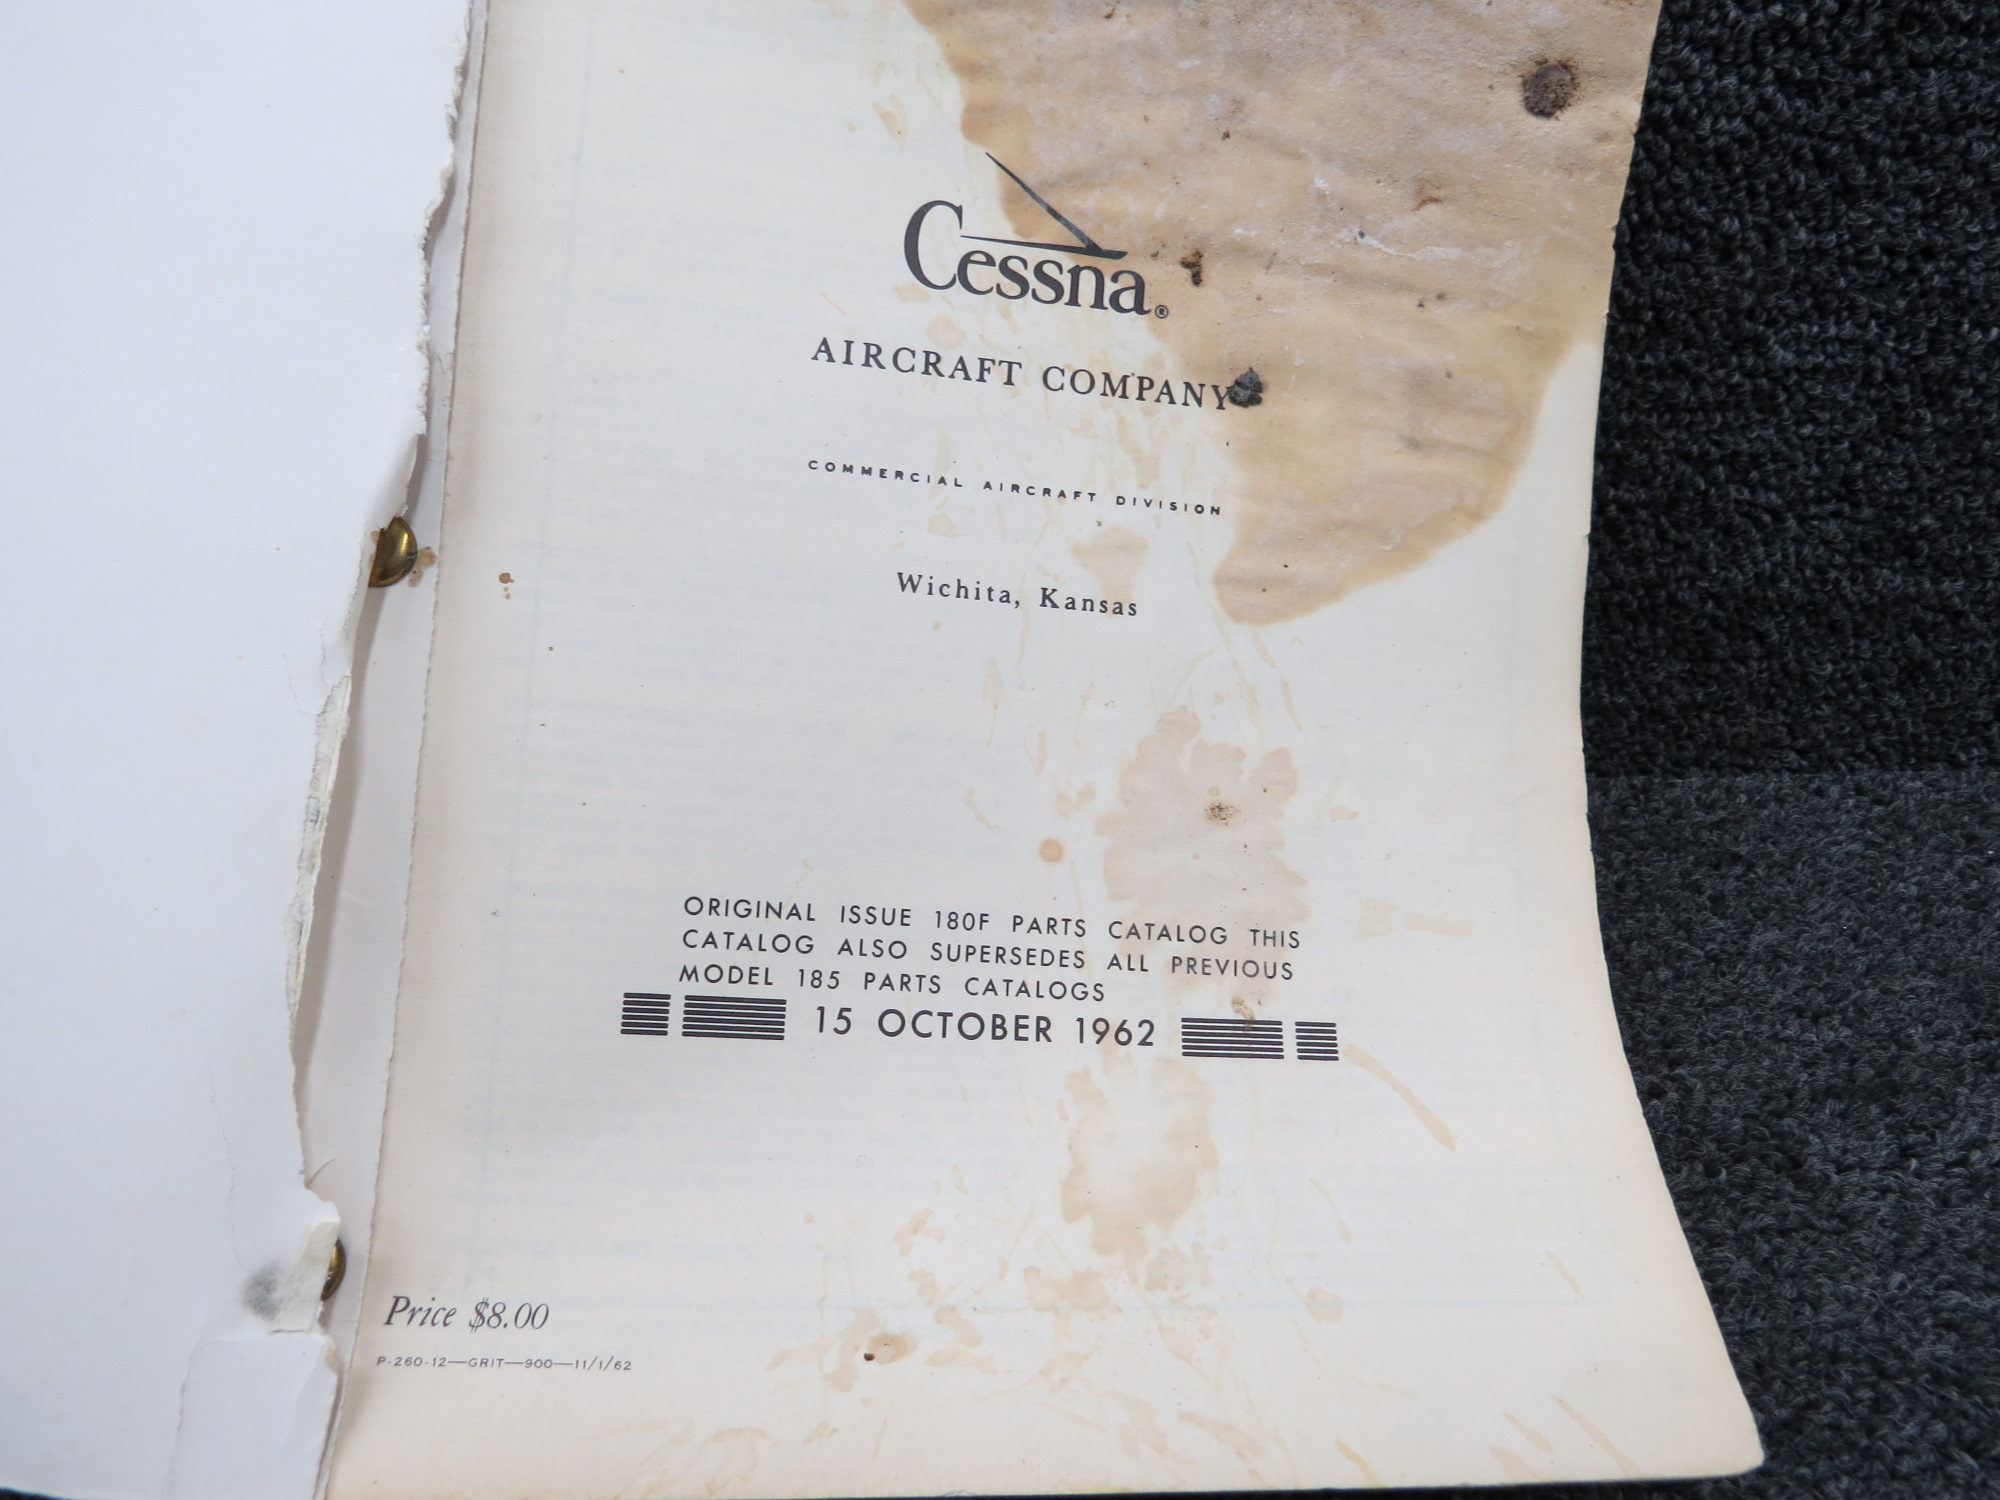 Cessna®
AIRCRAFT COMPANY
COMMERCIAL AIRCRAFT DIVISION
Wichita, Kansas
ORIGINAL ISSUE 180F PARTS CATALOG THIS
CATALOG ALSO SUPERSEDES ALL PREVIOUS
MODEL 185 PARTS CATALOGS
15 OCTOBER 1962
Price $8.00
P-260-12—GRIT—900—11/1/62